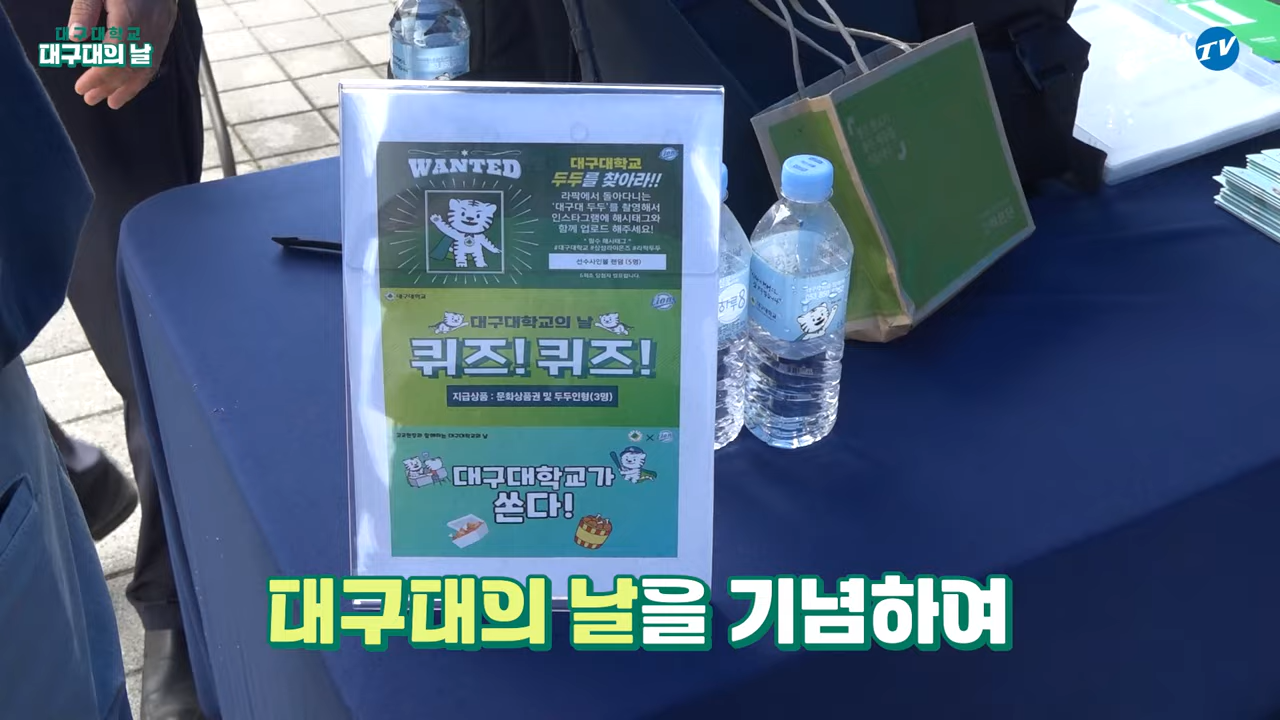 대구대학교
대구대의 날
TV
WANTED
대구대학교
두두를 찾아라!!
라팍에서 돌아다니는
'대구대 두두'를 촬영해서
인스타그램에 해시태그와
함께 업로드 해주세요!
* 필수 해시태그 *
#대구대학교 #삼성라이온즈 #라팍두두
선수사인볼 랜덤 (5명)
대구대학교
대구대학교의 날
퀴즈! 퀴즈!
지급상품 : 문화상품권 및 두두인형(3명)
대구대학교가
쏜다!
하루8
대구대의 날을 기념하여